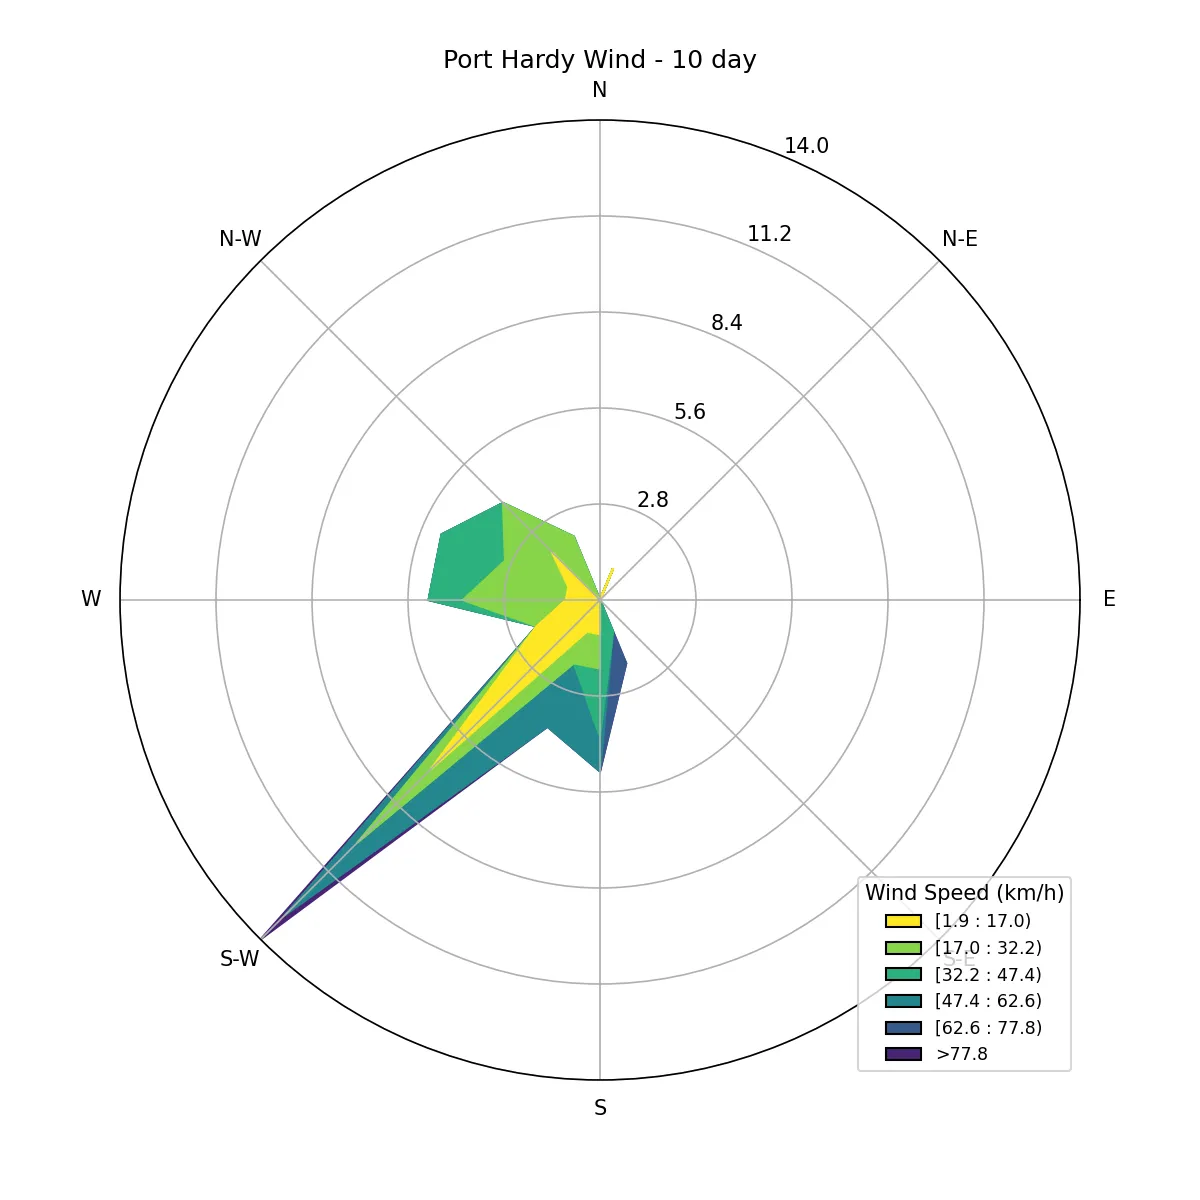 Port Hardy Wind - 10 day
N
14.0
N-W
11.2
N-E
8.4
5.6
2.8
W
E
Wind Speed (km/h)
[1.9 : 17.0)
[17.0 : 32.2)
S-W
S-E
[32.2 : 47.4)
[47.4 : 62.6)
[62.6 : 77.8)
>77.8
S